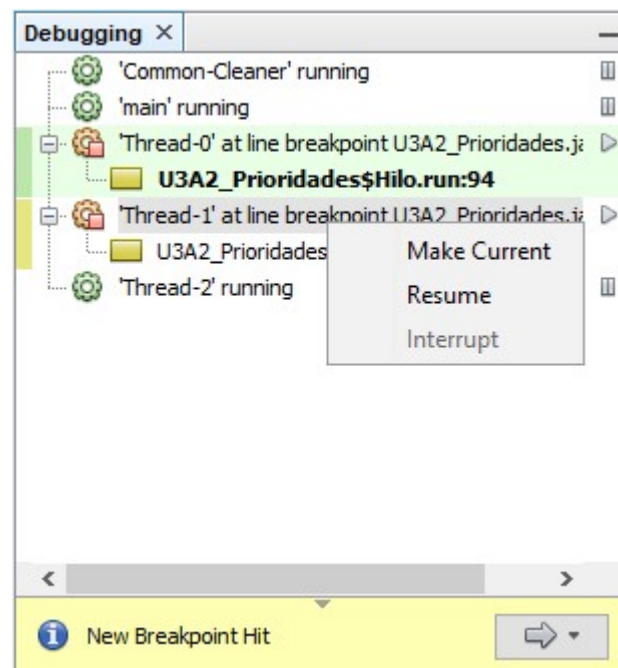 Debugging
'Common-Cleaner' running
'main' running
'Thread-0' at line breakpoint U3A2_Prioridades.ja
U3A2_Prioridades$Hilo.run:94
'Thread-1' at line breakpoint U3A2_Prioridades.ja
U3A2_Prioridades
Make Current
Resume
Interrupt
'Thread-2' running
New Breakpoint Hit